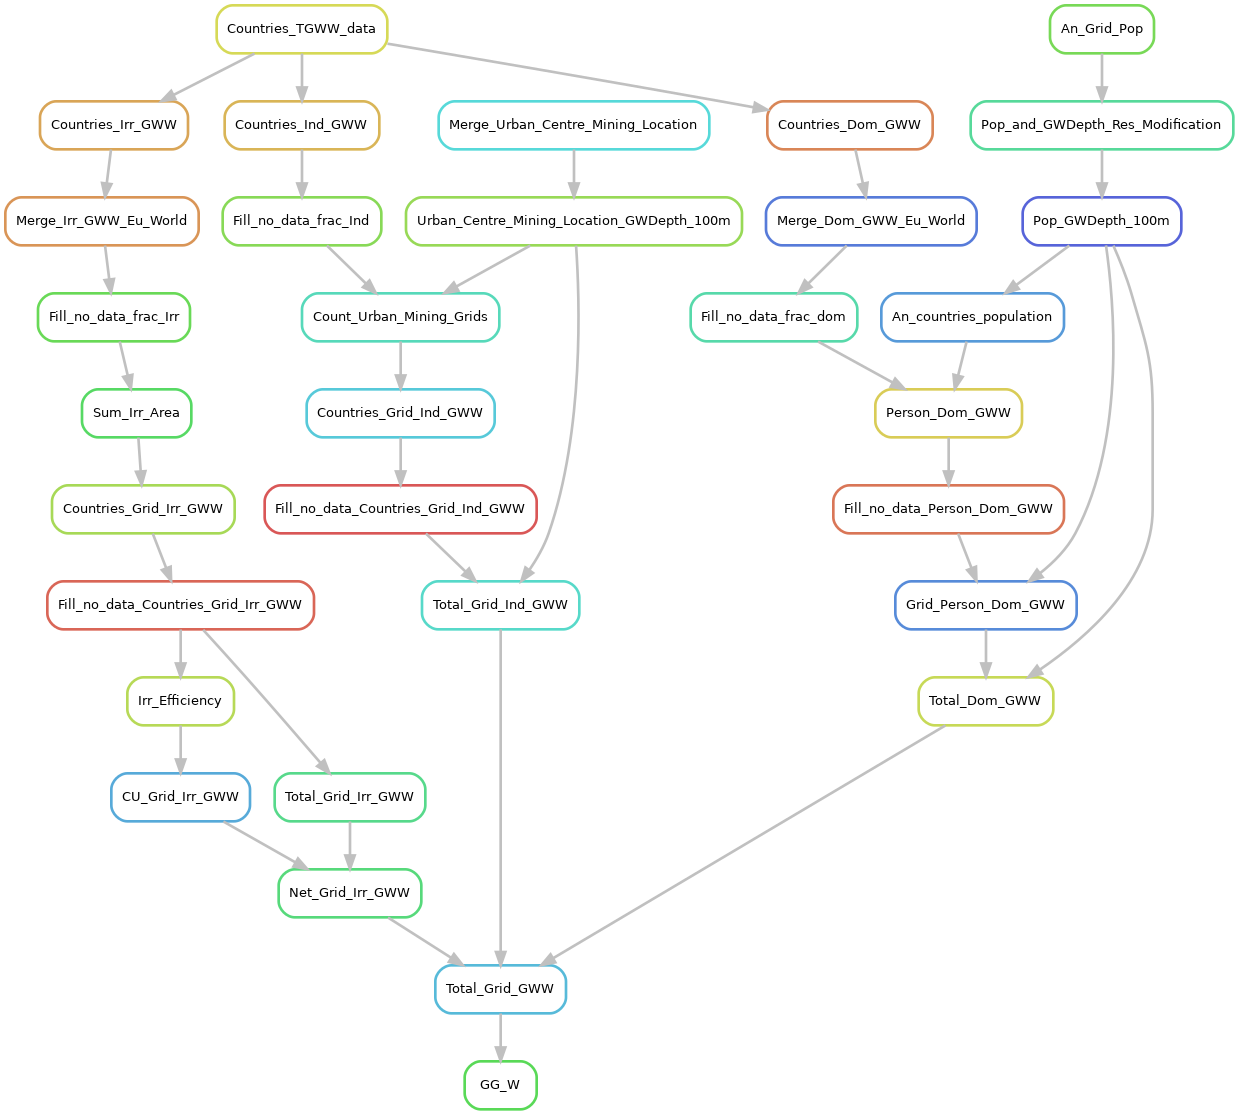 Countries_TGWW_data
An_Grid_Pop
Countries_Irr_GWW
Countries_Ind_GWW
Merge_Urban_Centre_Mining_Location
Countries_Dom_GWW
Pop_and_GWDepth_Res_Modification
Merge_Irr_GWW_Eu_World
Fill_no_data_frac_Ind
Urban_Centre_Mining_Location_GWDepth_100m
Merge_Dom_GWW_Eu_World
Pop_GWDepth_100m
Fill_no_data_frac_Irr
Count_Urban_Mining_Grids
Fill_no_data_frac_dom
An_countries_population
Sum_Irr_Area
Countries_Grid_Ind_GWW
Person_Dom_GWW
Countries_Grid_Irr_GWW
Fill_no_data_Countries_Grid_Ind_GWW
Fill_no_data_Person_Dom_GWW
Fill_no_data_Countries_Grid_Irr_GWW
Total_Grid_Ind_GWW
Grid_Person_Dom_GWW
Irr_Efficiency
Total_Dom_GWW
CU_Grid_Irr_GWW
Total_Grid_Irr_GWW
Net_Grid_Irr_GWW
Total_Grid_GWW
GG_W